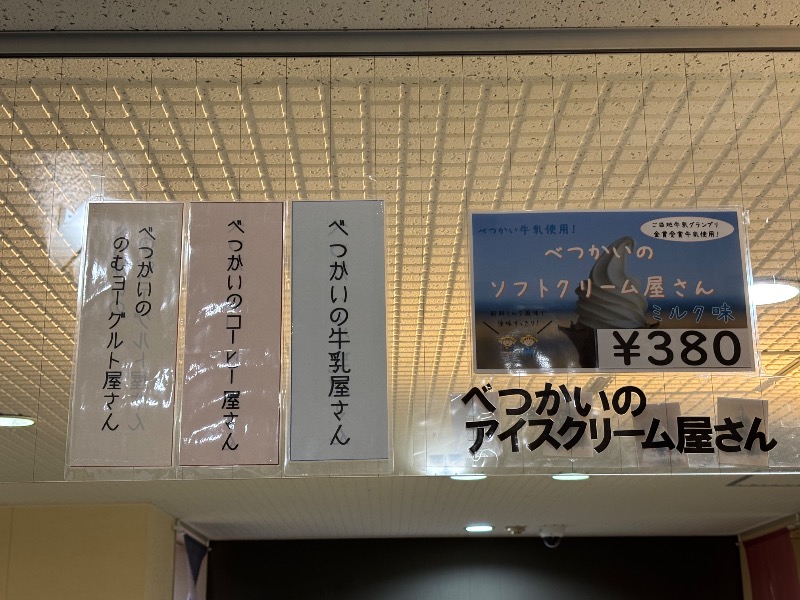 べつかいの
のむヨーグルト屋さん
べつかいのコーヒー屋さん
べつかいの牛乳屋さん
べつかい牛乳使用！
ご当地牛乳グランプリ
金賞受賞牛乳使用！
べつかいの
ソフトクリーム屋さん
ミルク味
¥380
べつかいの
アイスクリーム屋さん